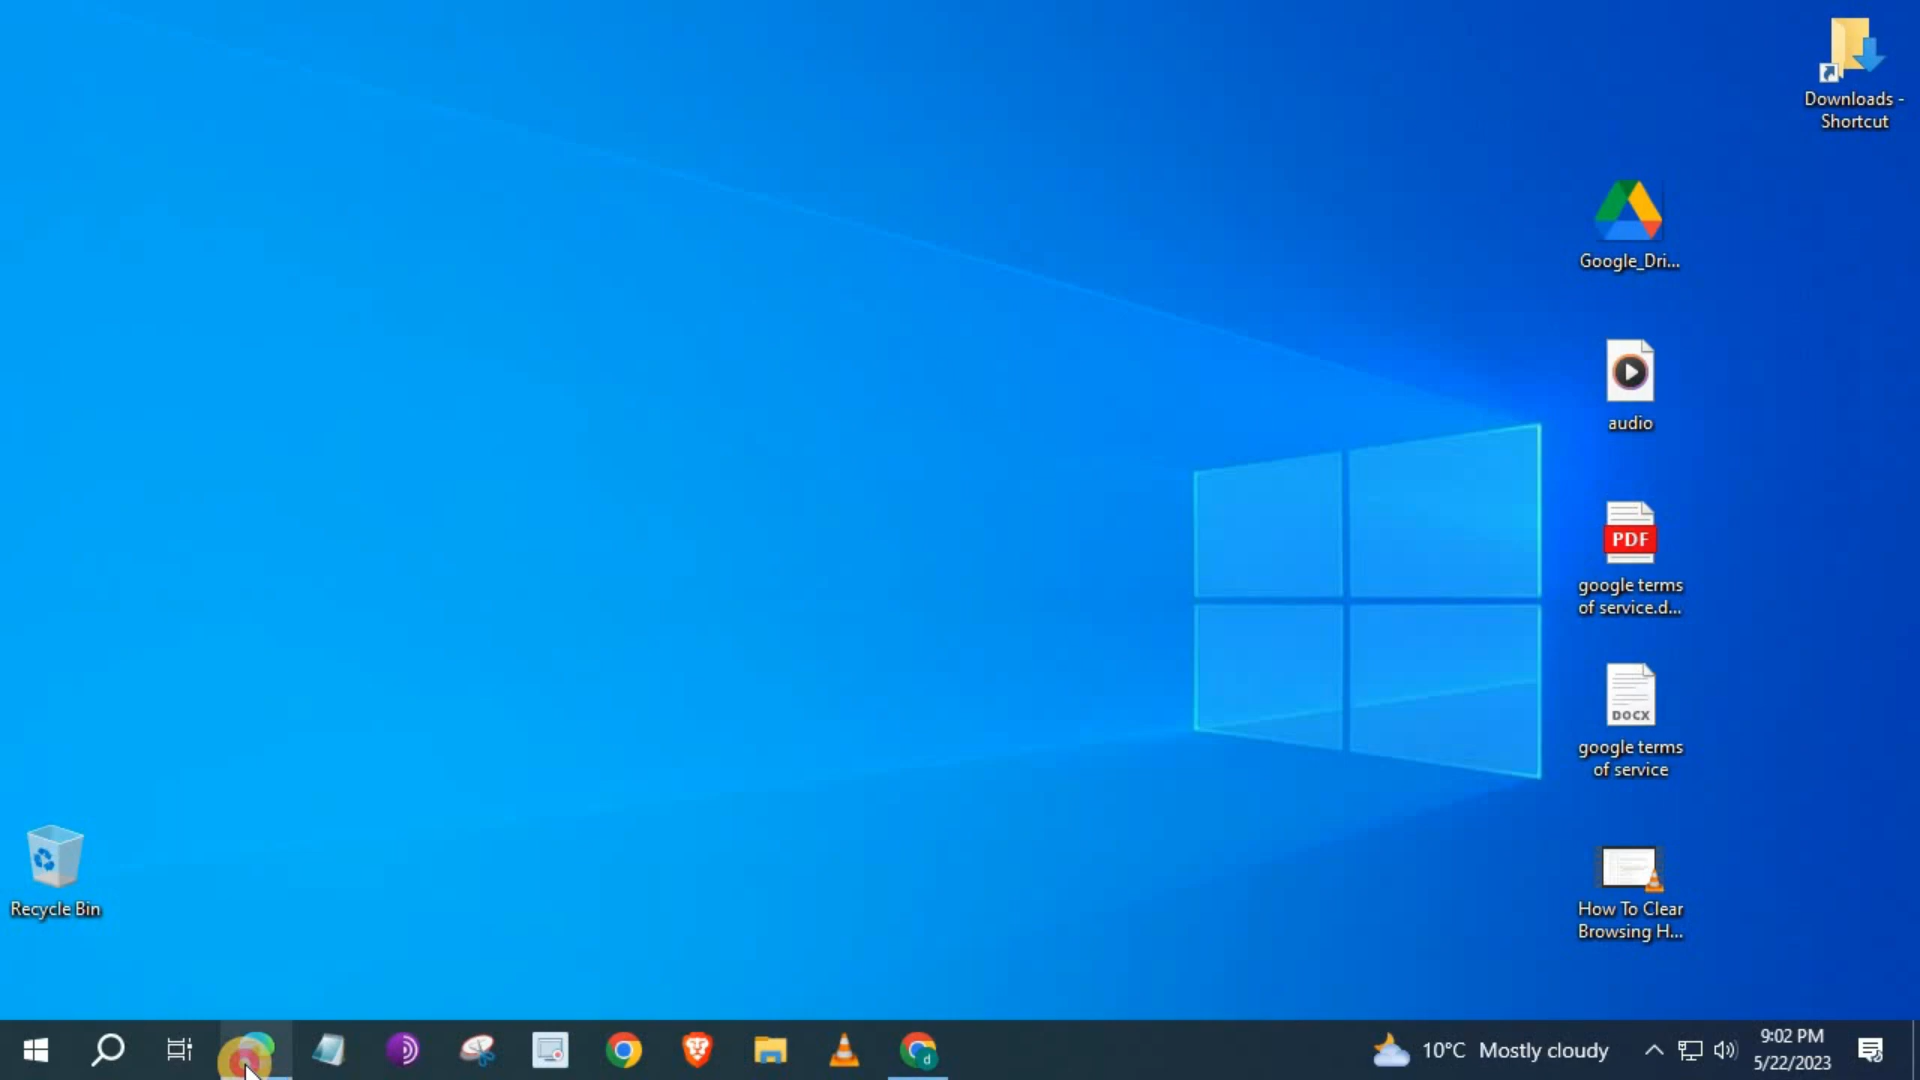 Downloads -
Shortcut
Google_Dri...
audio
PDF
google terms
of service.d...
DOCX
google terms
of service
How To Clear
Browsing H...
Recycle Bin
d
10°C Mostly cloudy
9:02 PM
5/22/2023